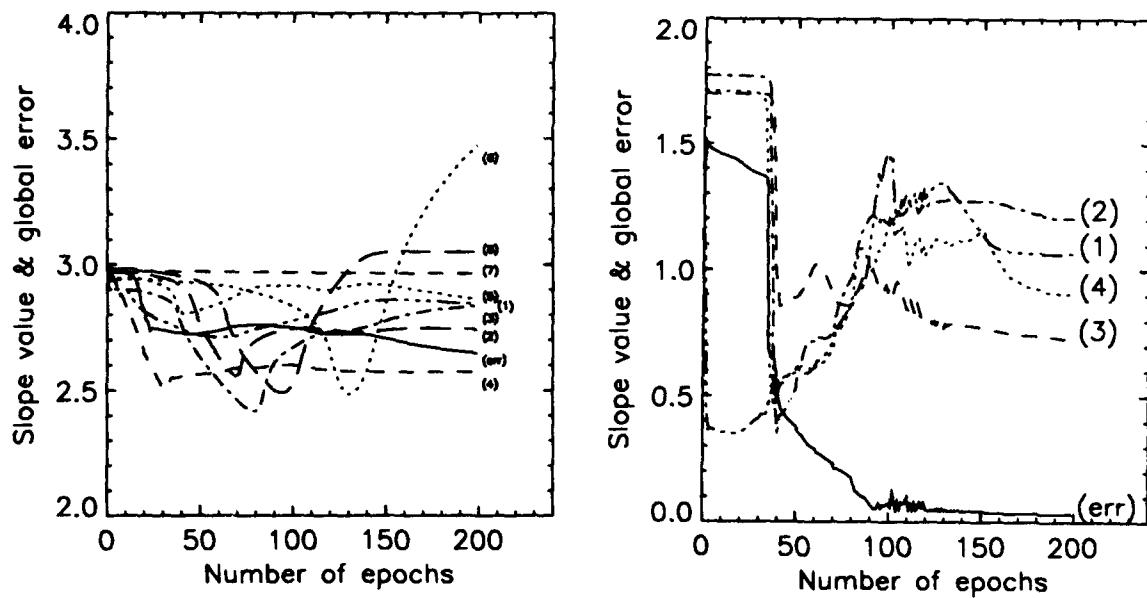 4.0
3.5
3.0
2.5
2.0
Slope value & global error
0 50 100 150 200
Number of epochs
(1)
(err)
(4)
2.0
1.5
1.0
0.5
0.0
Slope value & global error
0 50 100 150 200
Number of epochs
(2)
(1)
(4)
(3)
(err)